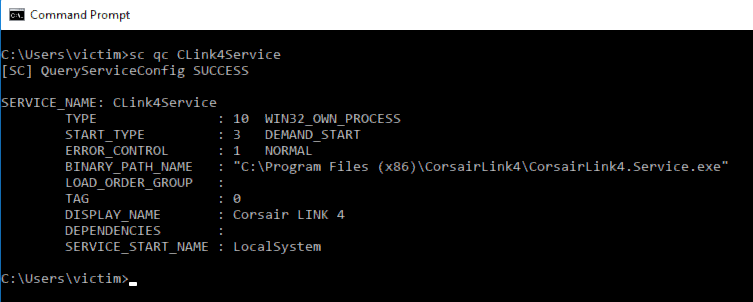 Command Prompt
C:\Users\victim>sc qc CLink4Service
[SC] QueryServiceConfig SUCCESS
SERVICE_NAME: CLink4Service
TYPE : 10 WIN32_OWN_PROCESS
START_TYPE : 3 DEMAND_START
ERROR_CONTROL : 1 NORMAL
BINARY_PATH_NAME : "C:\Program Files (x86)\CorsairLink4\CorsairLink4.Service.exe"
LOAD_ORDER_GROUP :
TAG : 0
DISPLAY_NAME : Corsair LINK 4
DEPENDENCIES :
SERVICE_START_NAME : LocalSystem
C:\Users\victim>